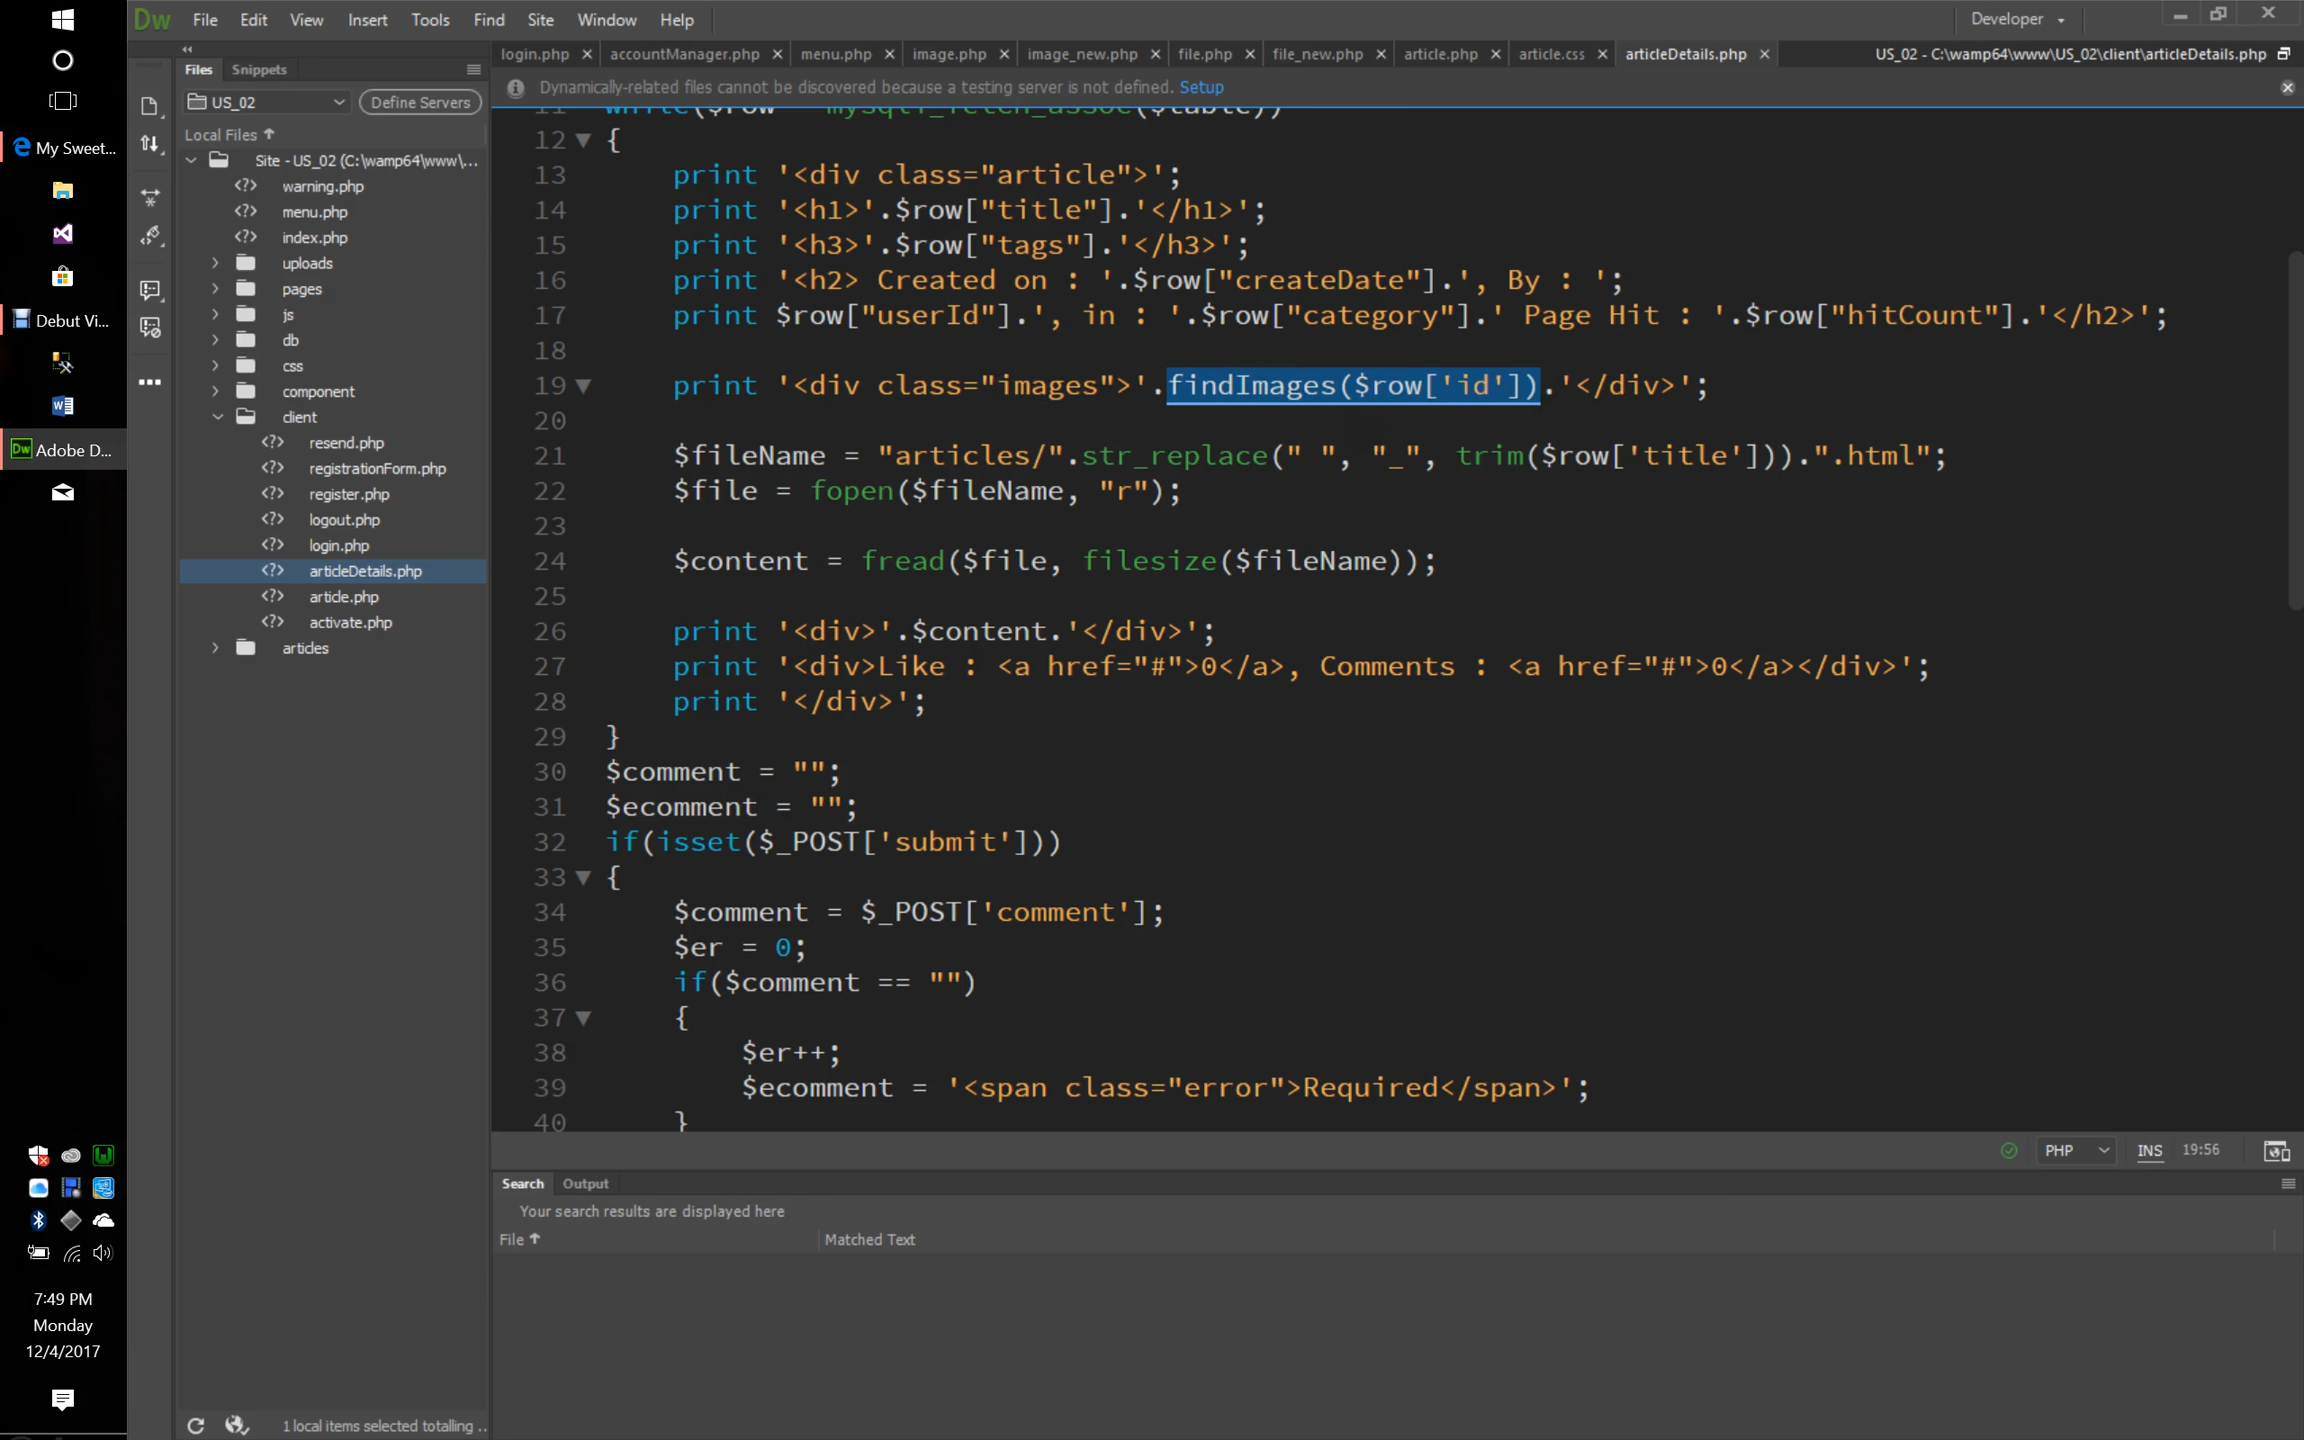 Dw File Edit View Insert Tools Find Site Window Help Developer
login.php accountManager.php menu.php image.php image_new.php file.php file_new.php article.php article.css articleDetails.php US_02 - C:\wamp64\www\US_02\client\articleDetails.php
Dynamically-related files cannot be discovered because a testing server is not defined. Setup
Files Snippets
US_02 Define Servers
Local Files
Site - US_02 (C:\wamp64\www\...
warning.php
menu.php
index.php
uploads
pages
js
db
css
component
client
resend.php
registrationForm.php
register.php
logout.php
login.php
articleDetails.php
article.php
activate.php
articles
1 local items selected totalling ..
My Sweet...
Debut Vi...
Dw Adobe D...
7:49 PM
Monday
12/4/2017
11 while($row = mysqli_fetch_assoc($table))
12 {
13 print '<div class="article">';
14 print '<h1>'.$row["title"].'</h1>';
15 print '<h3>'.$row["tags"].'</h3>';
16 print '<h2> Created on : '.$row["createDate"].', By : ';
17 print $row["userId"].', in : '.$row["category"].' Page Hit : '.$row["hitCount"].'</h2>';
18
19 print '<div class="images">'.findImages($row['id']).'</div>';
20
21 $fileName = "articles/".str_replace(" ", "_", trim($row['title'])).".html";
22 $file = fopen($fileName, "r");
23
24 $content = fread($file, filesize($fileName));
25
26 print '<div>'.$content.'</div>';
27 print '<div>Like : <a href="#">0</a>, Comments : <a href="#">0</a></div>';
28 print '</div>';
29 }
30 $comment = "";
31 $ecomment = "";
32 if(isset($_POST['submit']))
33 {
34 $comment = $_POST['comment'];
35 $er = 0;
36 if($comment == "")
37 {
38 $er++;
39 $ecomment = '<span class="error">Required</span>';
40 }
PHP INS 19:56
Search Output
Your search results are displayed here
File Matched Text